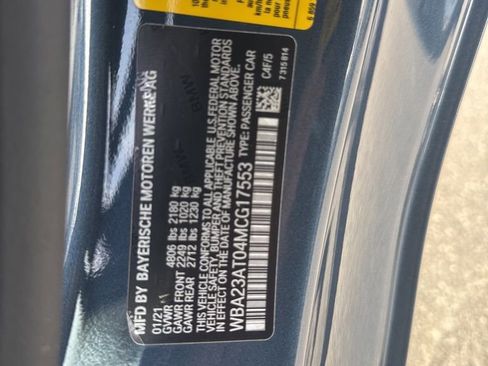 MFD BY BAYERISCHE MOTOREN WERKE AG
01/21
GVWR 4806 lbs 2180 kg
GAWR FRONT 2249 lbs 1020 kg
GAWR REAR 2712 lbs 1230 kg
THIS VEHICLE CONFORMS TO ALL APPLICABLE U.S. FEDERAL MOTOR
VEHICLE SAFETY, BUMPER, AND THEFT PREVENTION STANDARDS
IN EFFECT ON THE DATE OF MANUFACTURE SHOWN ABOVE.
WBA23AT04MCG17553 TYPE: PASSENGER CAR
C4F/5
7 315 814
6 859